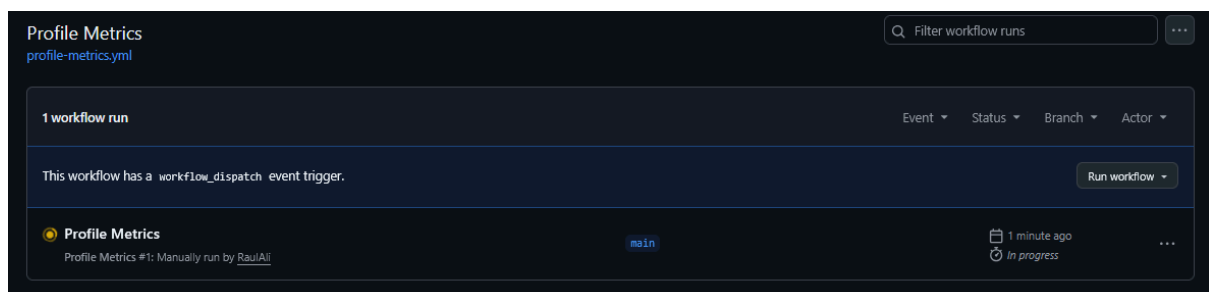 Profile Metrics
Filter workflow runs
profile-metrics.yml
1 workflow run
Event Status Branch Actor
This workflow has a workflow_dispatch event trigger.
Run workflow
Profile Metrics
main
1 minute ago
Profile Metrics #1: Manually run by RaulAli
In progress